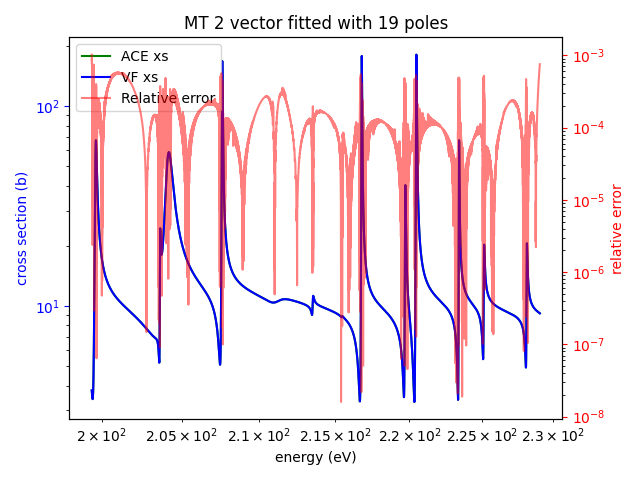 MT 2 vector fitted with 19 poles
ACE xs
VF xs
Relative error
cross section (b)
10²
10¹
relative error
10⁻³
10⁻⁴
10⁻⁵
10⁻⁶
10⁻⁷
10⁻⁸
2 × 10² 2.05 × 10² 2.1 × 10² 2.15 × 10² 2.2 × 10² 2.25 × 10² 2.3 × 10²
energy (eV)